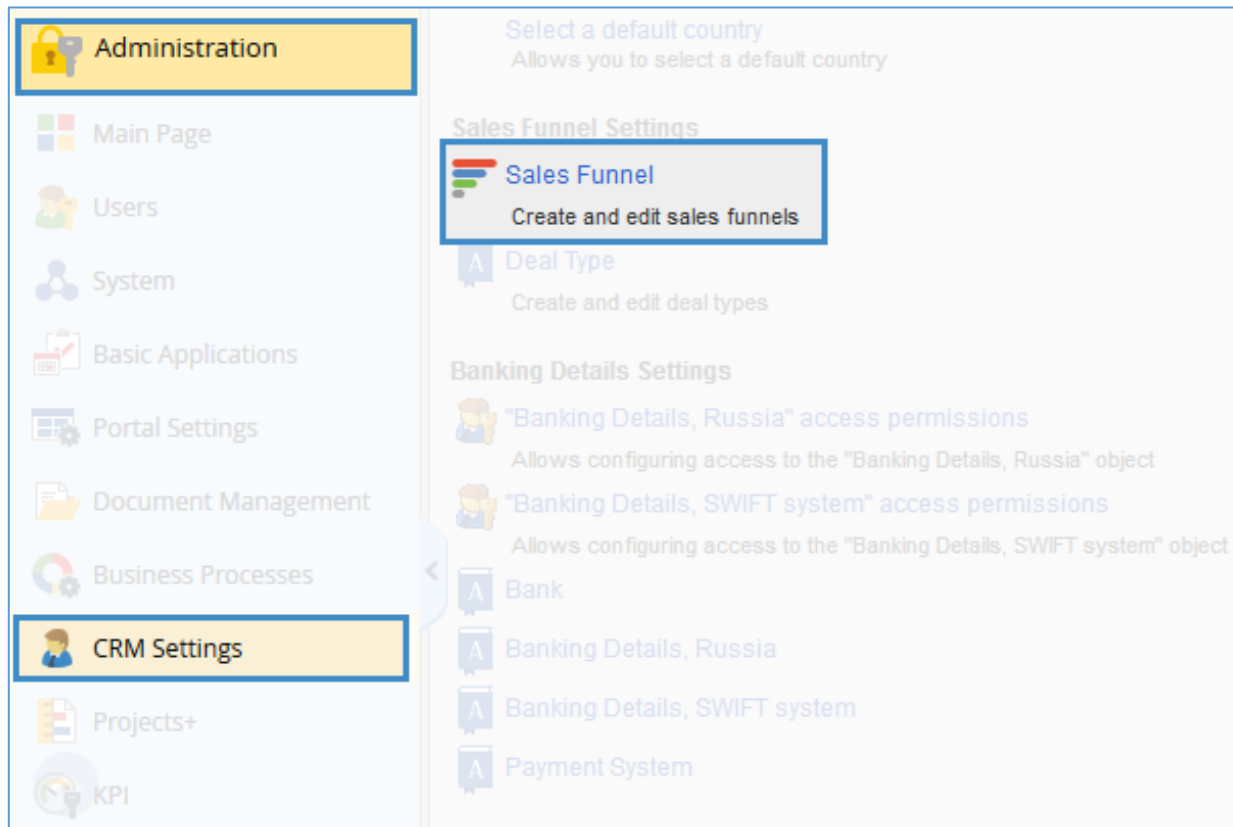 Administration
Main Page
Users
System
Basic Applications
Portal Settings
Document Management
Business Processes
CRM Settings
Projects+
KPI
Select a default country
Allows you to select a default country
Sales Funnel Settings
Sales Funnel
Create and edit sales funnels
Deal Type
Create and edit deal types
Banking Details Settings
"Banking Details, Russia" access permissions
Allows configuring access to the "Banking Details, Russia" object
"Banking Details, SWIFT system" access permissions
Allows configuring access to the "Banking Details, SWIFT system" object
Bank
Banking Details, Russia
Banking Details, SWIFT system
Payment System